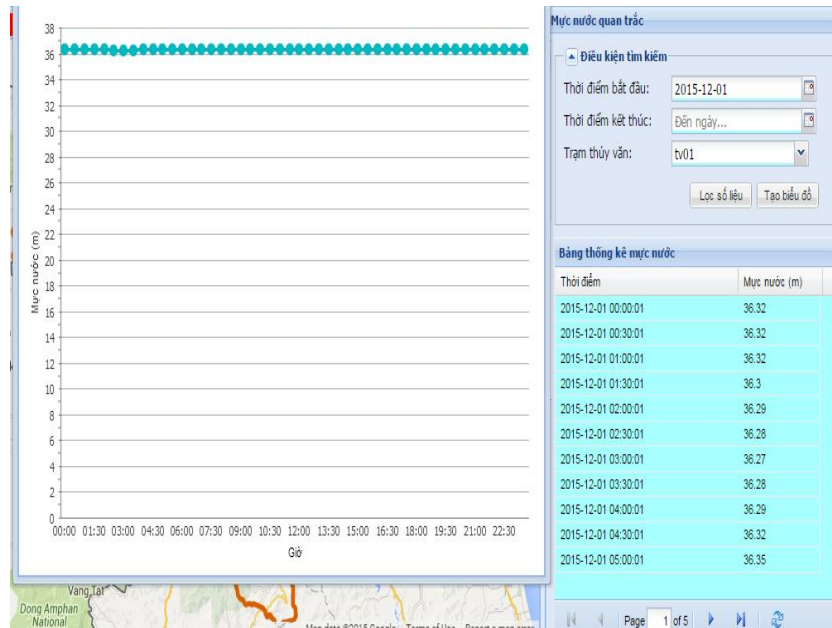 38
36
34
32
30
28
26
24
22
20
18
16
14
12
10
8
6
4
2
0
Mực nước (m)
00:00 01:30 03:00 04:30 06:00 07:30 09:00 10:30 12:00 13:30 15:00 16:30 18:00 19:30 21:00 22:30
Giờ
Vang Tat
Dong Amphan
National
Map data ©2015 Google Terms of Use Report a map error
Mực nước quan trắc
Điều kiện tìm kiếm
Thời điểm bắt đầu: 2015-12-01
Thời điểm kết thúc: Đến ngày...
Trạm thủy văn: tv01
Lọc số liệu Tạo biểu đồ
Bảng thống kê mực nước
Thời điểm Mực nước (m)
2015-12-01 00:00:01 36.32
2015-12-01 00:30:01 36.32
2015-12-01 01:00:01 36.32
2015-12-01 01:30:01 36.3
2015-12-01 02:00:01 36.29
2015-12-01 02:30:01 36.28
2015-12-01 03:00:01 36.27
2015-12-01 03:30:01 36.28
2015-12-01 04:00:01 36.29
2015-12-01 04:30:01 36.32
2015-12-01 05:00:01 36.35
Page 1 of 5